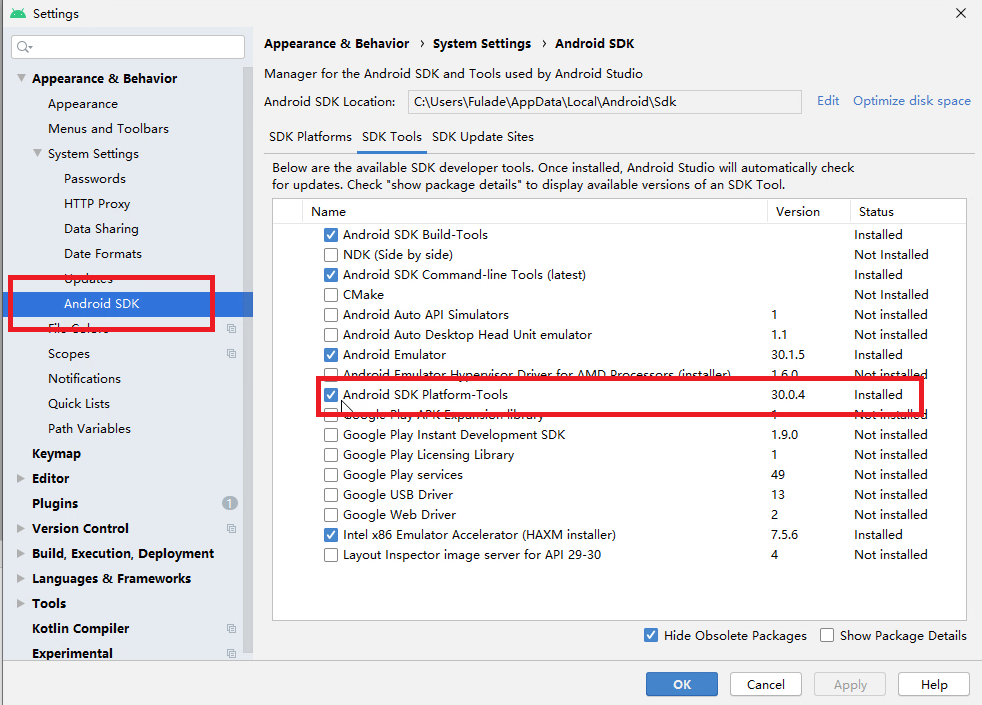 Settings
Appearance & Behavior
Appearance
Menus and Toolbars
System Settings
Passwords
HTTP Proxy
Data Sharing
Date Formats
Updates
Android SDK
File Colors
Scopes
Notifications
Quick Lists
Path Variables
Keymap
Editor
Plugins 1
Version Control
Build, Execution, Deployment
Languages & Frameworks
Tools
Kotlin Compiler
Experimental
Appearance & Behavior › System Settings › Android SDK
Manager for the Android SDK and Tools used by Android Studio
Android SDK Location: C:\Users\Fulade\AppData\Local\Android\Sdk Edit Optimize disk space
SDK Platforms SDK Tools SDK Update Sites
Below are the available SDK developer tools. Once installed, Android Studio will automatically check
for updates. Check "show package details" to display available versions of an SDK Tool.
Name Version Status
Android SDK Build-Tools Installed
NDK (Side by side) Not Installed
Android SDK Command-line Tools (latest) Installed
CMake Not Installed
Android Auto API Simulators 1 Not installed
Android Auto Desktop Head Unit emulator 1.1 Not installed
Android Emulator 30.1.5 Installed
Android Emulator Hypervisor Driver for AMD Processors (installer) 1.6.0 Not installed
Android SDK Platform-Tools 30.0.4 Installed
Google Play APK Expansion library 1 Not installed
Google Play Instant Development SDK 1.9.0 Not installed
Google Play Licensing Library 1 Not installed
Google Play services 49 Not installed
Google USB Driver 13 Not installed
Google Web Driver 2 Not installed
Intel x86 Emulator Accelerator (HAXM installer) 7.5.6 Installed
Layout Inspector image server for API 29-30 4 Not installed
Hide Obsolete Packages Show Package Details
OK Cancel Apply Help